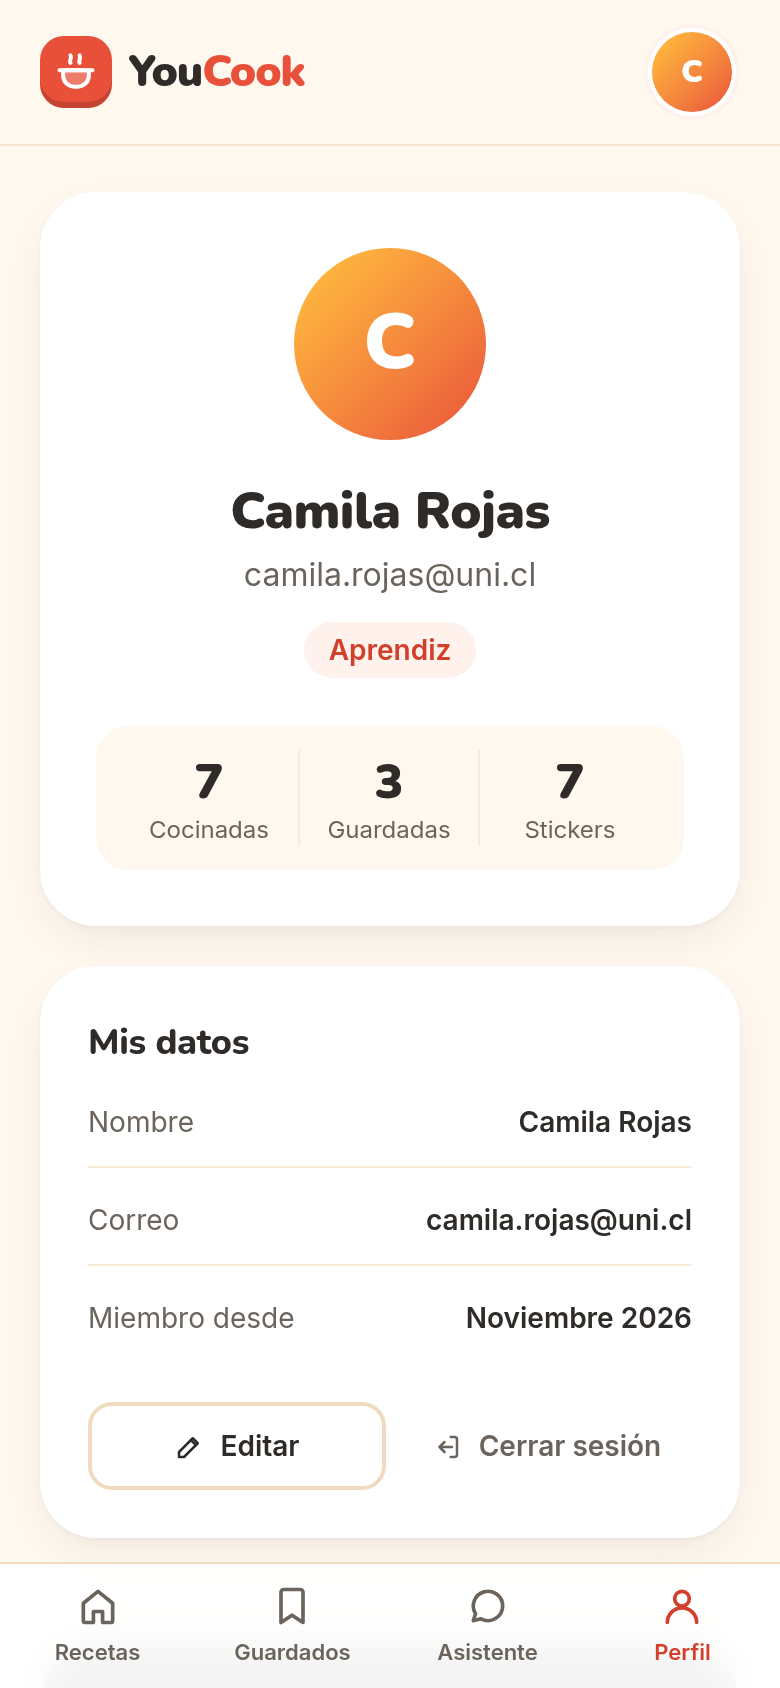 YouCook
C
C
Camila Rojas
camila.rojas@uni.cl
Aprendiz
7 3 7
Cocinadas Guardadas Stickers
Mis datos
Nombre Camila Rojas
Correo camila.rojas@uni.cl
Miembro desde Noviembre 2026
Editar Cerrar sesión
Recetas Guardados Asistente Perfil